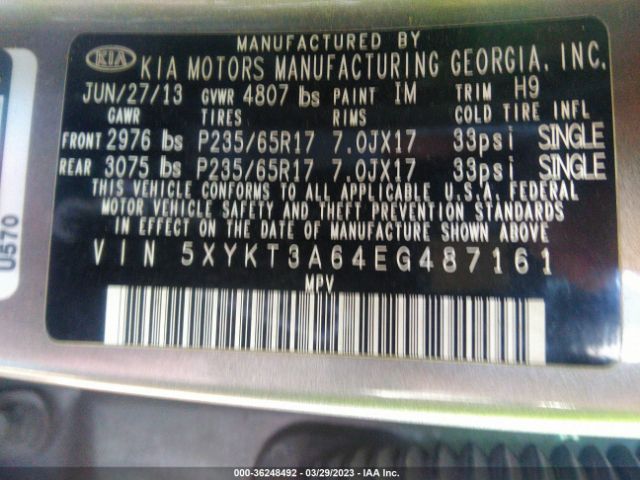 MANUFACTURED BY
KIA KIA MOTORS MANUFACTURING GEORGIA, INC.
JUN/27/13 GVWR 4807 lbs PAINT IM TRIM H9
GAWR TIRES RIMS COLD TIRE INFL
FRONT 2976 lbs P235/65R17 7.0JX17 33psi SINGLE
REAR 3075 lbs P235/65R17 7.0JX17 33psi SINGLE
THIS VEHICLE CONFORMS TO ALL APPLICABLE U.S.A. FEDERAL
MOTOR VEHICLE SAFETY AND THEFT PREVENTION STANDARDS
IN EFFECT ON THE DATE OF MANUFACTURE SHOWN ABOVE.
VIN 5XYKT3A64EG487161
MPV
U570
000-36248492 - 03/29/2023 - IAA Inc.